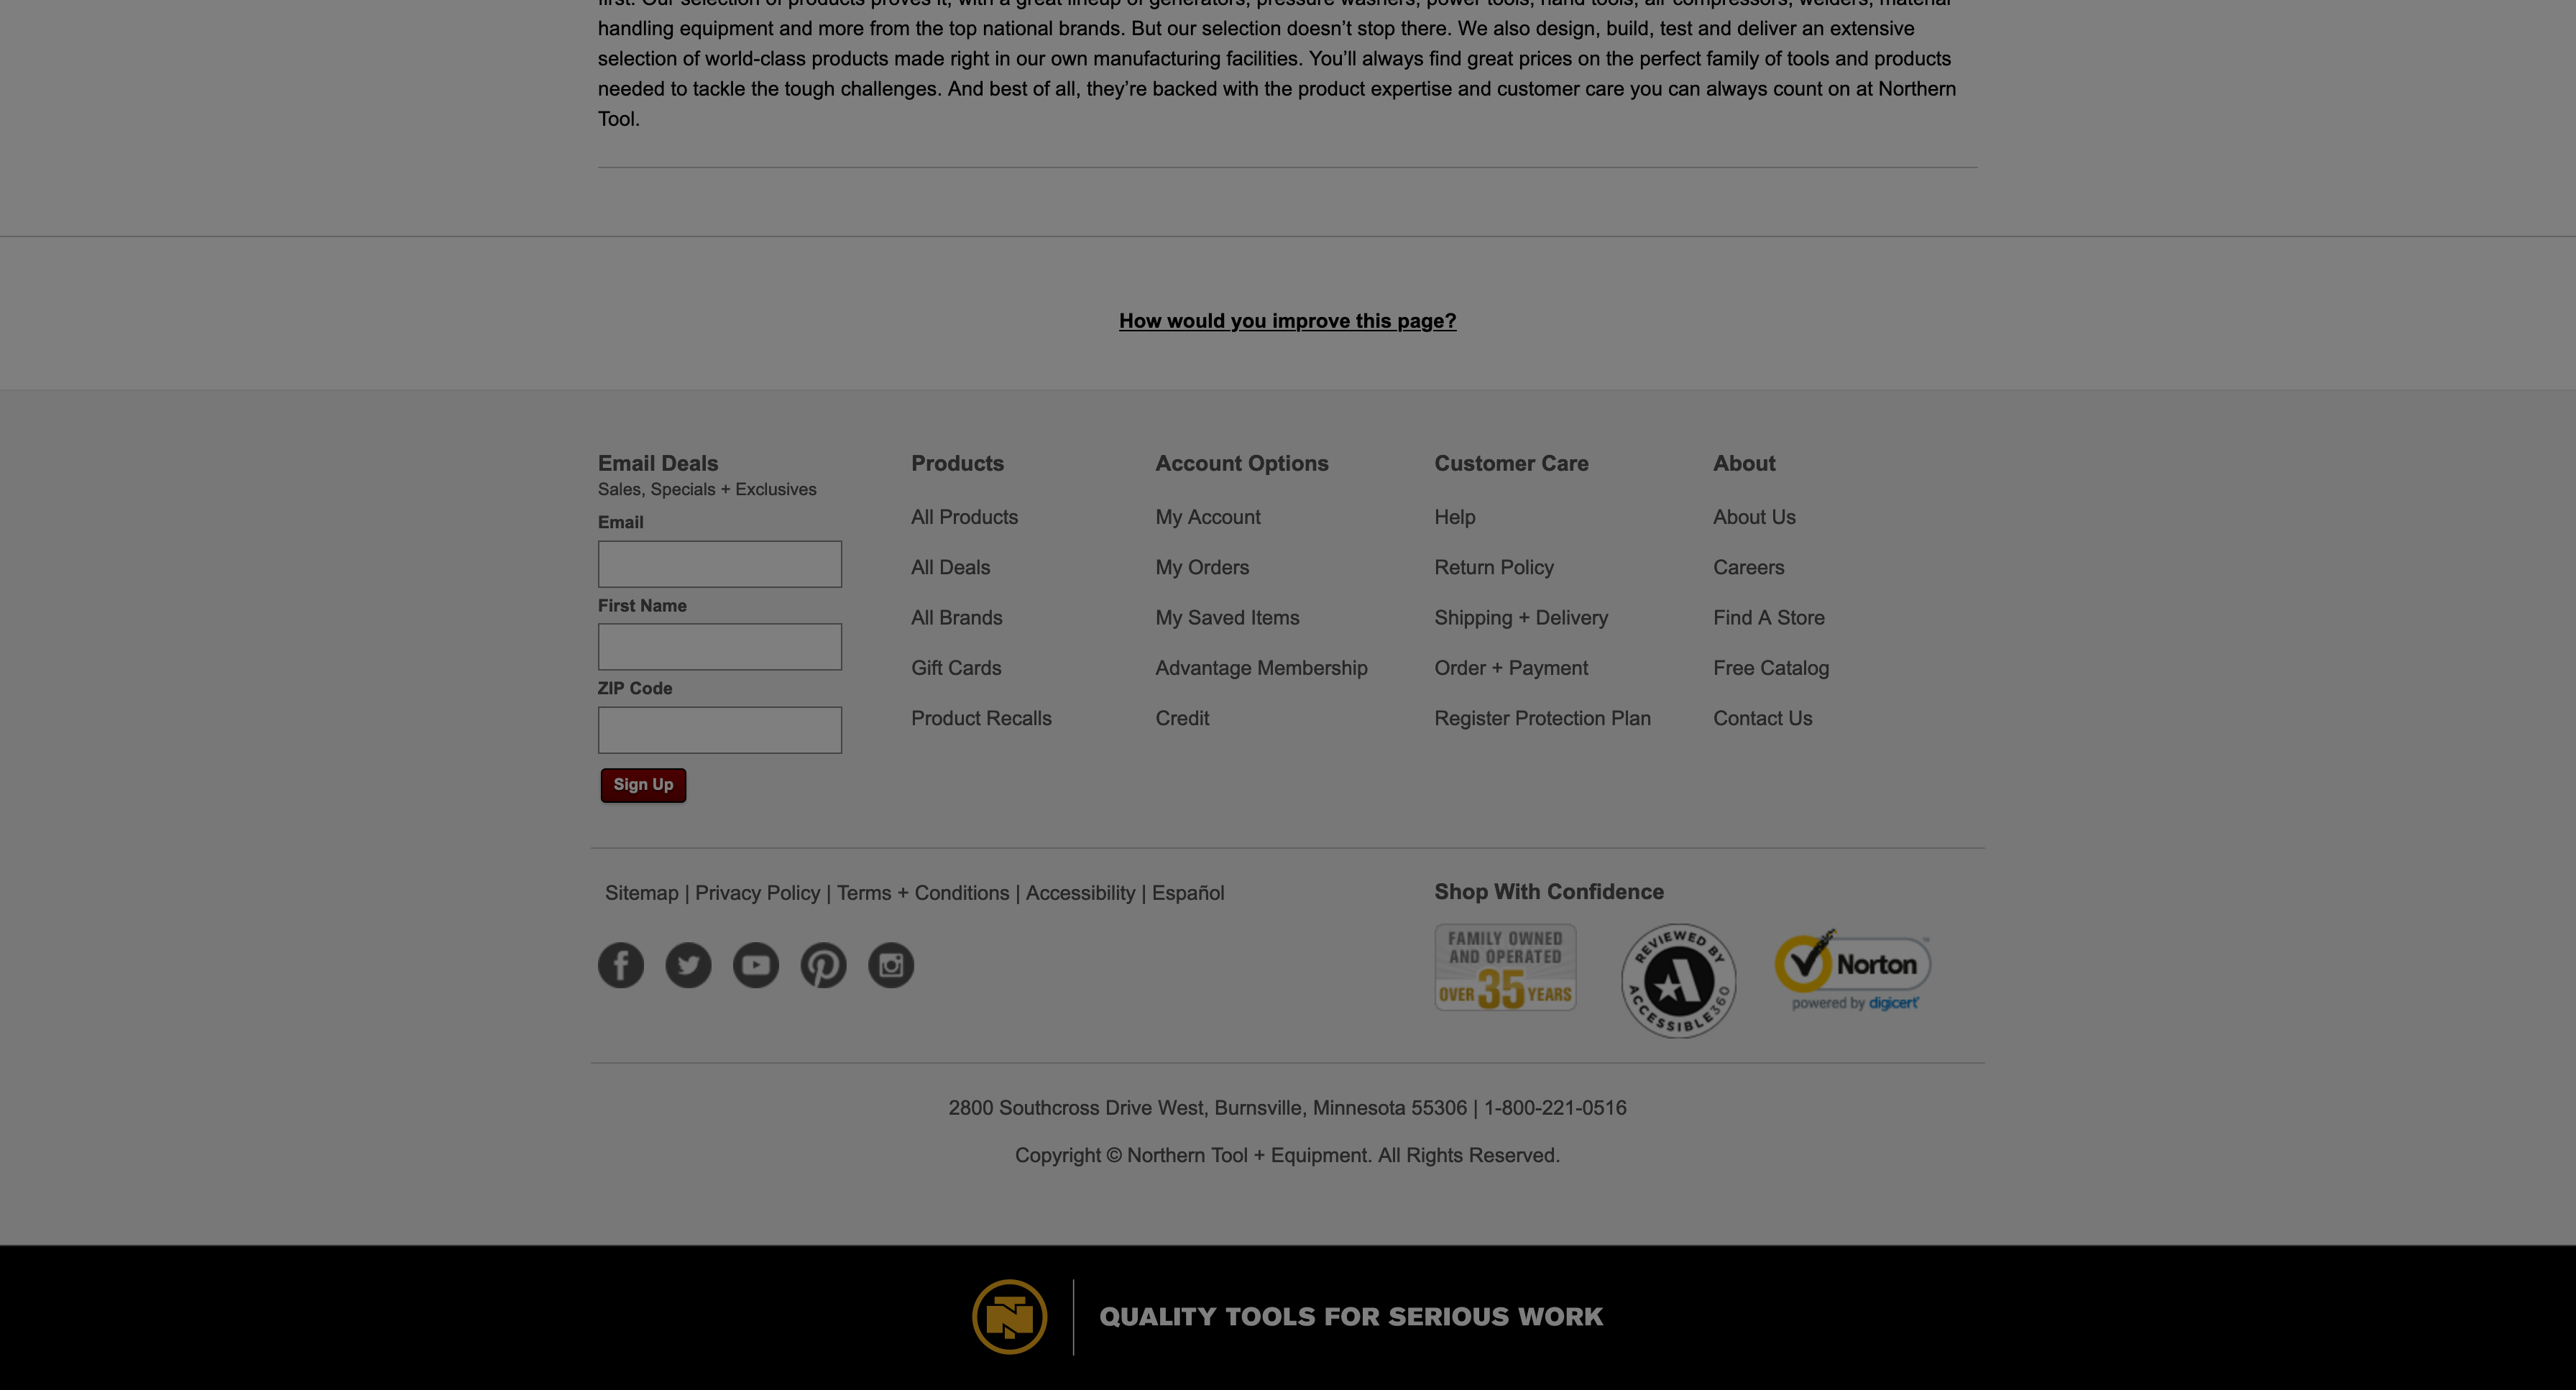 handling equipment and more from the top national brands. But our selection doesn’t stop there. We also design, build, test and deliver an extensive
selection of world-class products made right in our own manufacturing facilities. You’ll always find great prices on the perfect family of tools and products
needed to tackle the tough challenges. And best of all, they’re backed with the product expertise and customer care you can always count on at Northern
Tool.
How would you improve this page?
Email Deals
Sales, Specials + Exclusives
Email
First Name
ZIP Code
Sign Up
Products
All Products
All Deals
All Brands
Gift Cards
Product Recalls
Account Options
My Account
My Orders
My Saved Items
Advantage Membership
Credit
Customer Care
Help
Return Policy
Shipping + Delivery
Order + Payment
Register Protection Plan
About
About Us
Careers
Find A Store
Free Catalog
Contact Us
Sitemap | Privacy Policy | Terms + Conditions | Accessibility | Español
Shop With Confidence
FAMILY OWNED
AND OPERATED
OVER 35 YEARS
REVIEWED BY
ACCESSIBLE360
Norton
powered by digicert
2800 Southcross Drive West, Burnsville, Minnesota 55306 | 1-800-221-0516
Copyright © Northern Tool + Equipment. All Rights Reserved.
QUALITY TOOLS FOR SERIOUS WORK